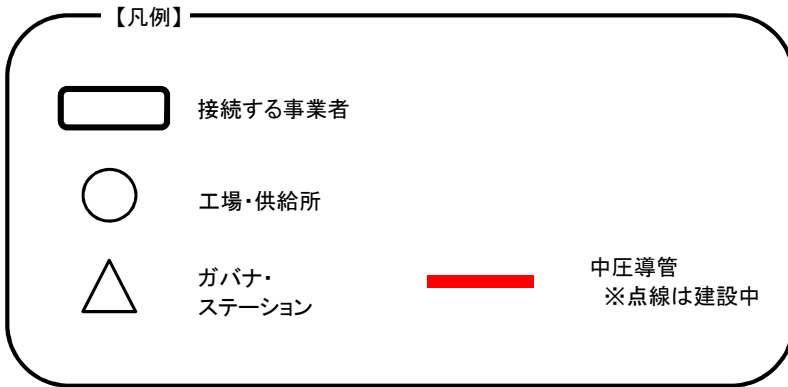 【凡例】
接続する事業者
工場・供給所
ガバナ・
ステーション
中圧導管
※点線は建設中